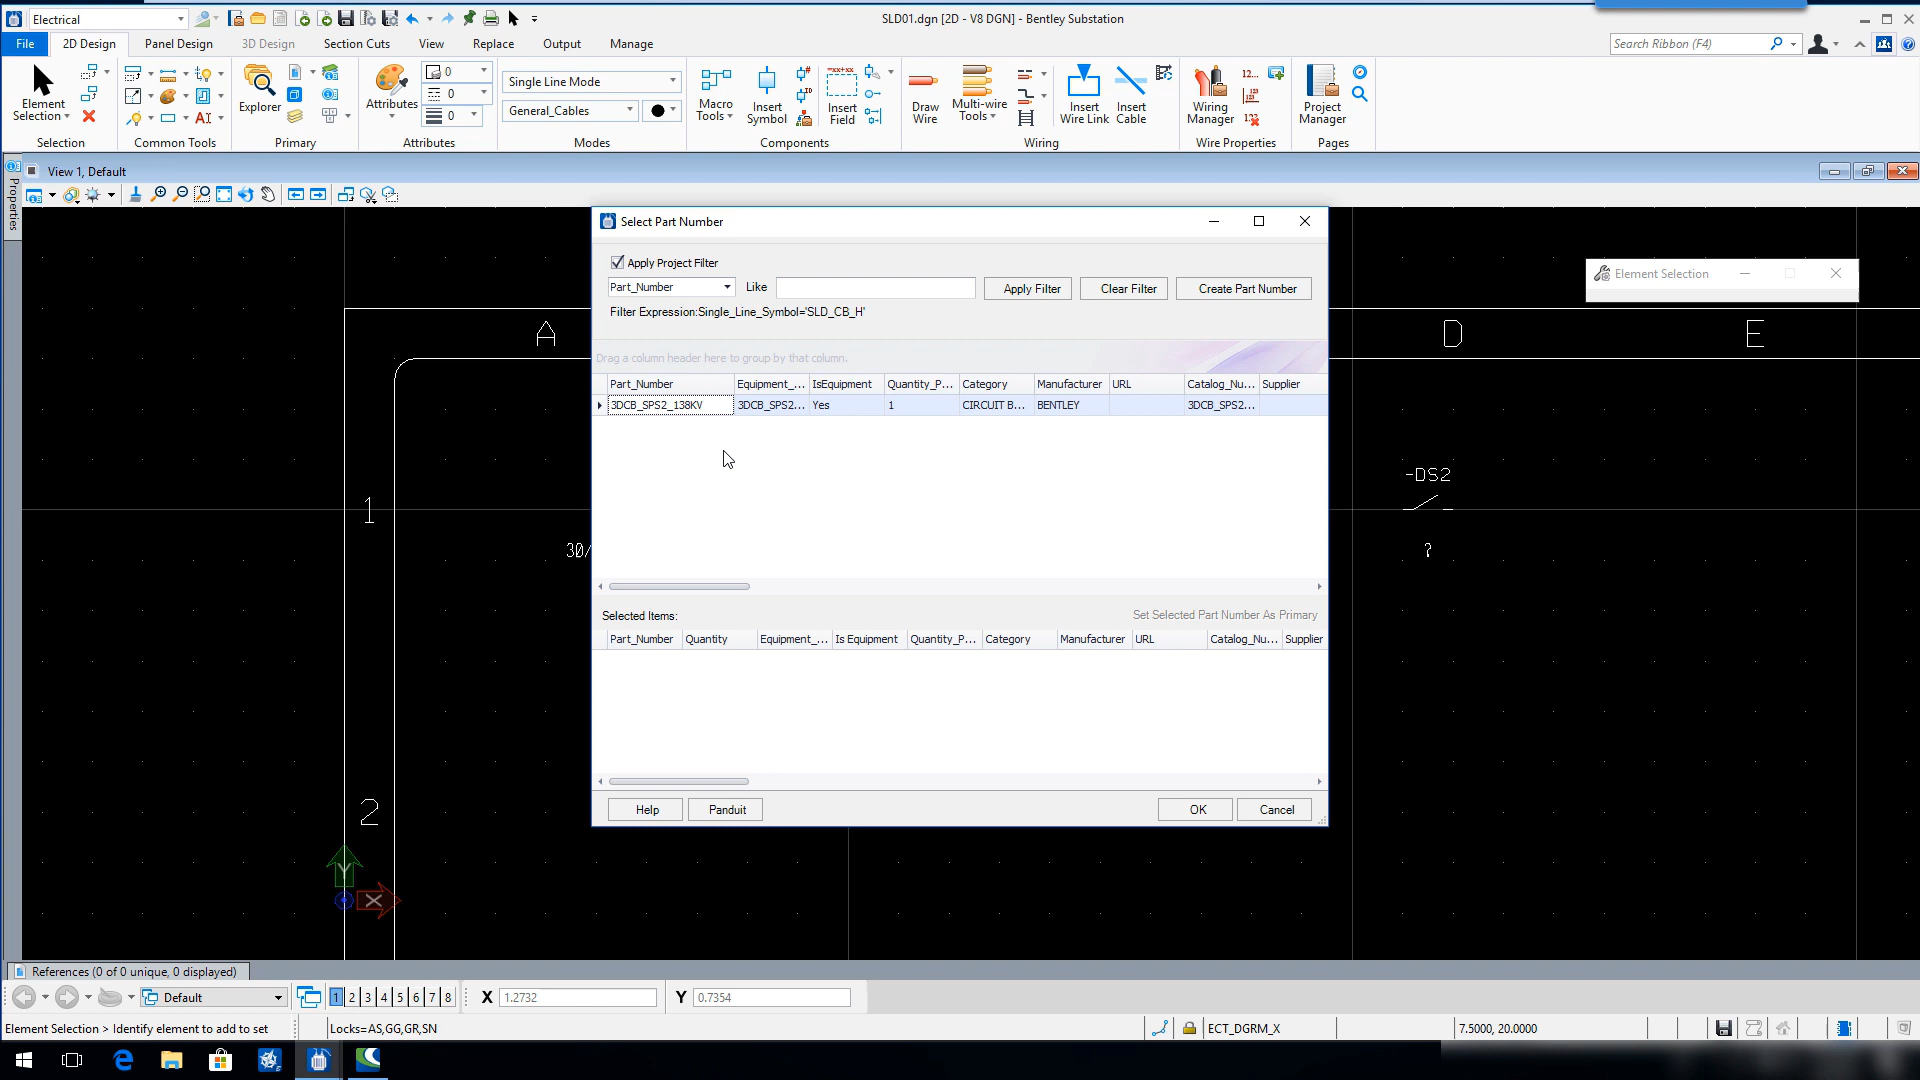 Electrical
SLD01.dgn [2D - V8 DGN] - Bentley Substation
File
2D Design
Panel Design
3D Design
Section Cuts
View
Replace
Output
Manage
Search Ribbon (F4)
Element Selection
Explorer
Attributes
0
0
0
Single Line Mode
General_Cables
Macro Tools
Insert Symbol
Insert Field
Draw Wire
Multi-wire Tools
Insert Wire Link
Insert Cable
Wiring Manager
Project Manager
Selection
Common Tools
Primary
Attributes
Modes
Components
Wiring
Wire Properties
Pages
View 1, Default
Properties
Select Part Number
Apply Project Filter
Part_Number
Like
Apply Filter
Clear Filter
Create Part Number
Filter Expression:Single_Line_Symbol='SLD_CB_H'
Drag a column header here to group by that column.
Part_Number Equipment_... IsEquipment Quantity_P... Category Manufacturer URL Catalog_Nu... Supplier
3DCB_SPS2_138KV 3DCB_SPS2... Yes 1 CIRCUIT B... BENTLEY 3DCB_SPS2...
Selected Items:
Set Selected Part Number As Primary
Part_Number Quantity Equipment_... Is Equipment Quantity_P... Category Manufacturer URL Catalog_Nu... Supplier
Help
Panduit
OK
Cancel
Element Selection
A
D
E
1
2
30/
-DS2
?
Y
X
References (0 of 0 unique, 0 displayed)
Default
1 2 3 4 5 6 7 8
X 1.2732
Y 0.7354
Element Selection > Identify element to add to set
Locks=AS,GG,GR,SN
ECT_DGRM_X
7.5000, 20.0000